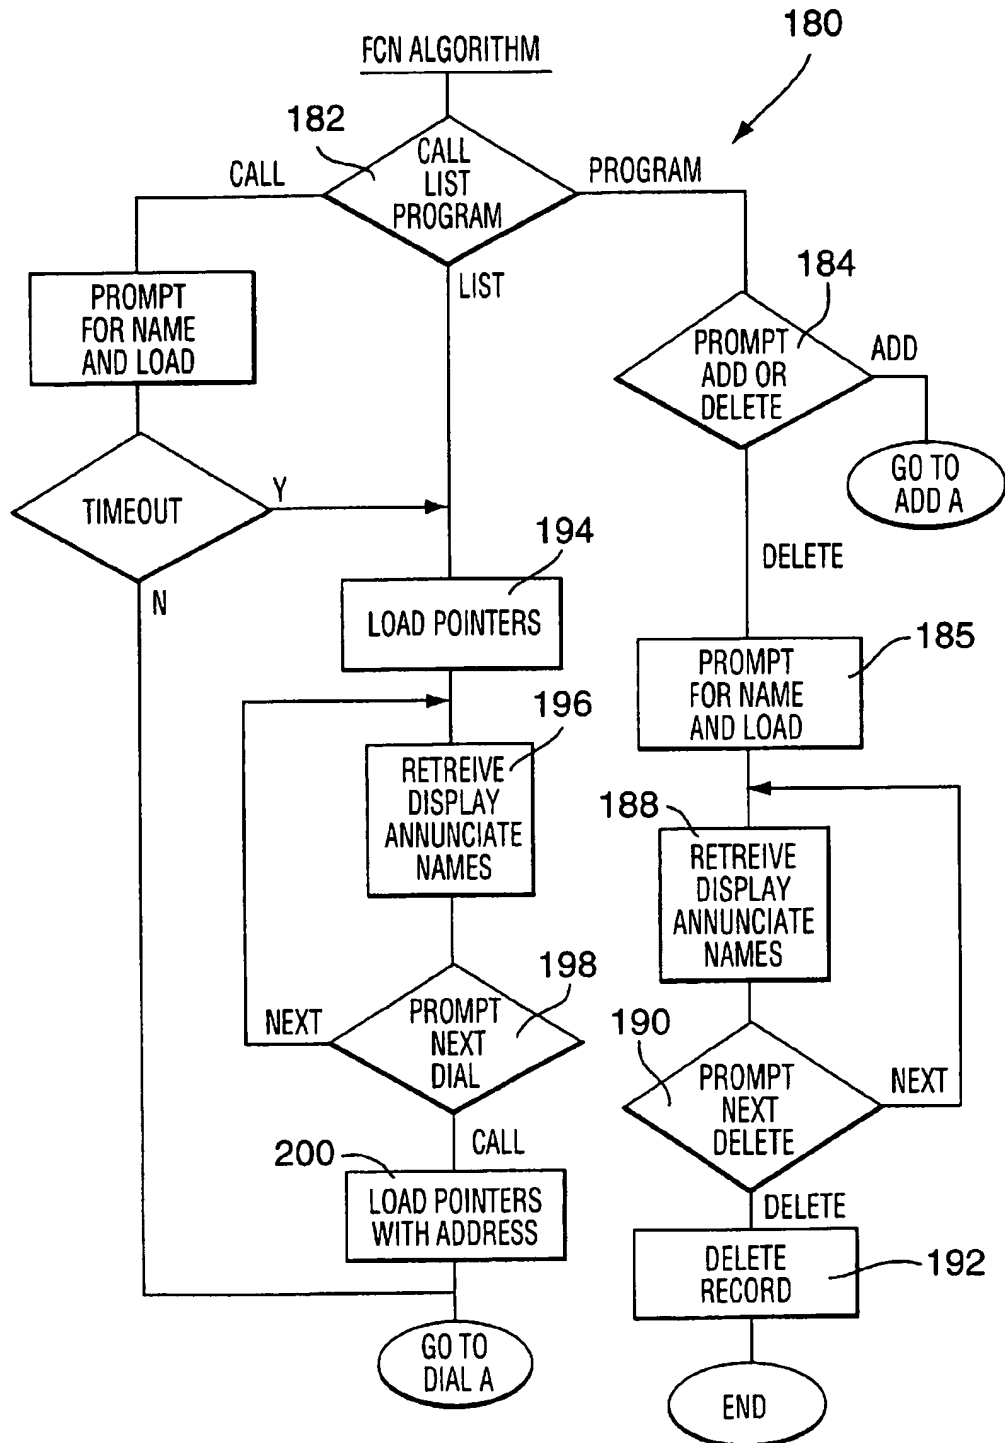 180
FCN ALGORITHM
182
CALL
LIST
PROGRAM
CALL
PROGRAM
LIST
184
PROMPT
FOR NAME
AND LOAD
PROMPT
ADD OR
DELETE
ADD
GO TO
ADD A
TIMEOUT
Y
N
DELETE
194
LOAD POINTERS
185
PROMPT
FOR NAME
AND LOAD
196
RETREIVE
DISPLAY
ANNUNCIATE
NAMES
188
RETREIVE
DISPLAY
ANNUNCIATE
NAMES
198
NEXT
PROMPT
NEXT
DIAL
190
PROMPT
NEXT
DELETE
NEXT
CALL
200
LOAD POINTERS
WITH ADDRESS
DELETE
DELETE
RECORD
192
GO TO
DIAL A
END